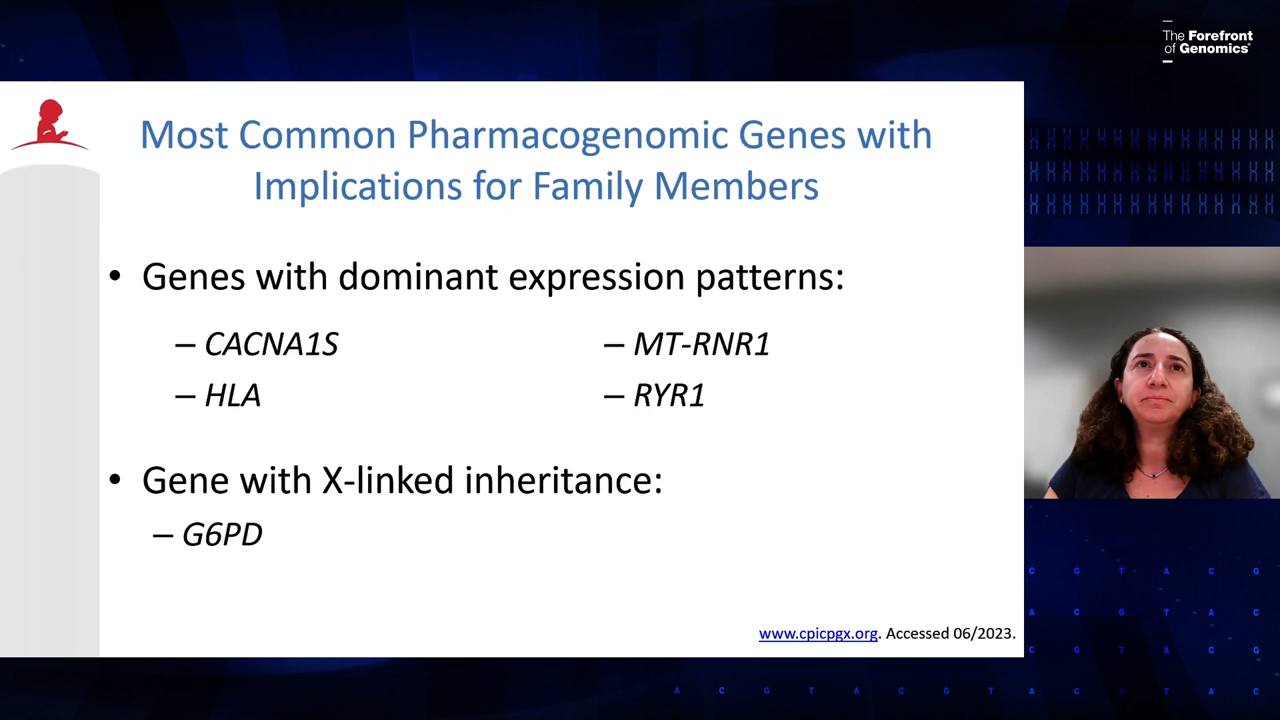 The Forefront
of Genomics®
Most Common Pharmacogenomic Genes with
Implications for Family Members
• Genes with dominant expression patterns:
– CACNA1S
– MT-RNR1
– HLA
– RYR1
• Gene with X-linked inheritance:
– G6PD
www.cpicpgx.org. Accessed 06/2023.
C G T A C G
A C G T A C
C G T A C G
A C G T A C G T A C G T A C